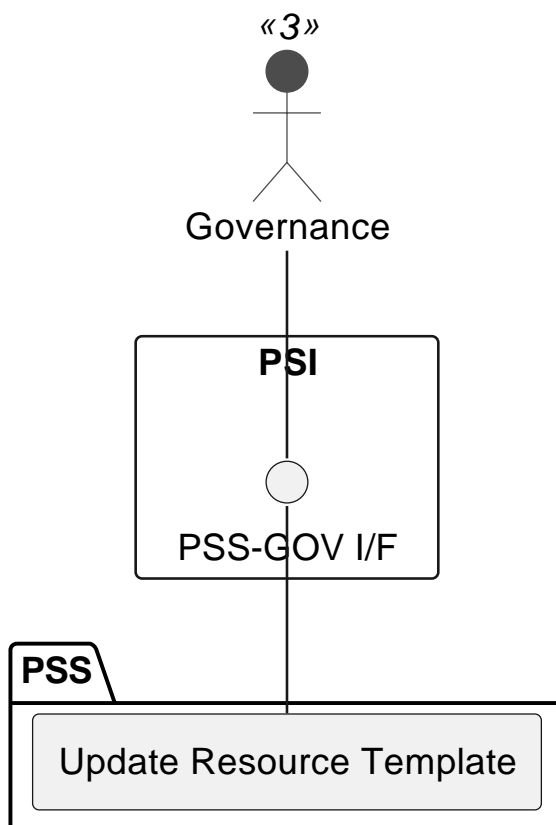 «3»
Governance
PSI
PSS-GOV I/F
PSS
Update Resource Template